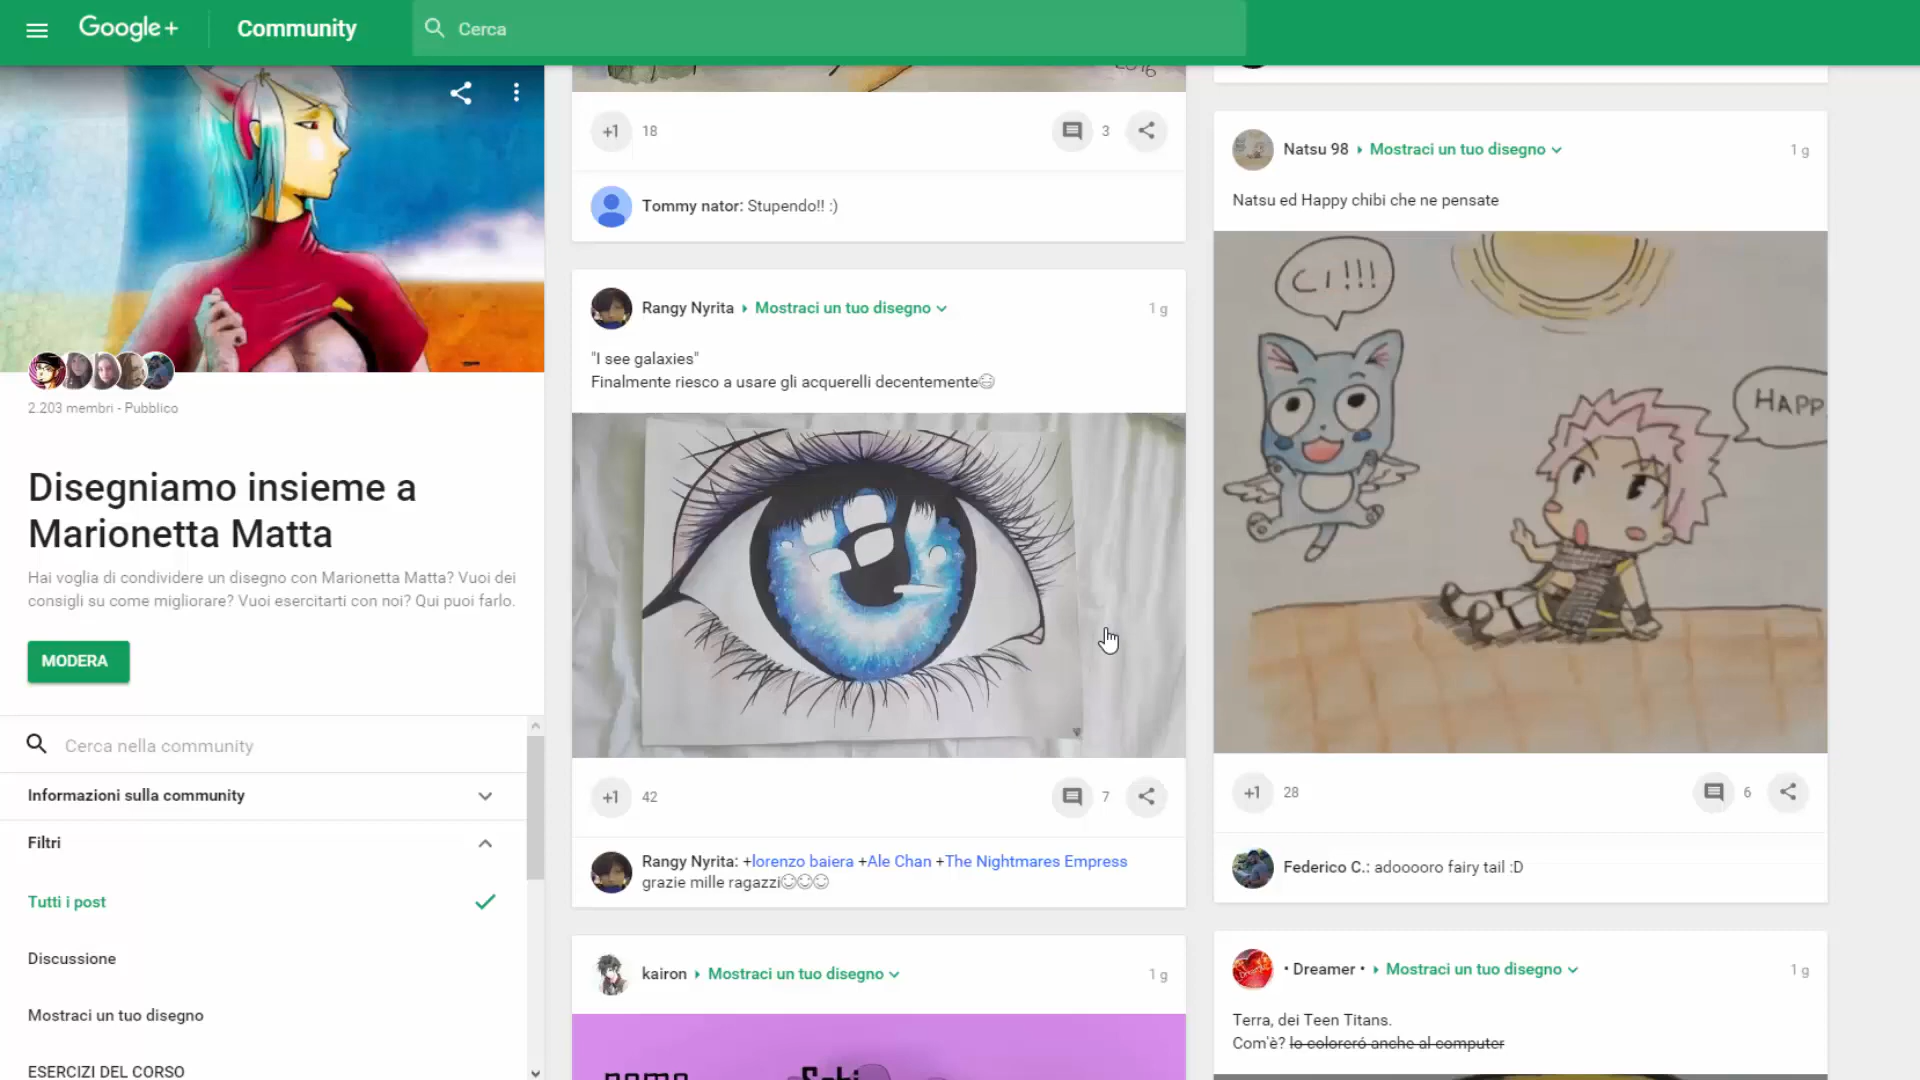 Google+
Community
Cerca
2.203 membri - Pubblico
Disegniamo insieme a
Marionetta Matta
Hai voglia di condividere un disegno con Marionetta Matta? Vuoi dei
consigli su come migliorare? Vuoi esercitarti con noi? Qui puoi farlo.
MODERA
Cerca nella community
Informazioni sulla community
Filtri
Tutti i post
Discussione
Mostraci un tuo disegno
ESERCIZI DEL CORSO
2016
+1 18
3
Tommy nator: Stupendo!! :)
Rangy Nyrita Mostraci un tuo disegno
1 g
"I see galaxies"
Finalmente riesco a usare gli acquerelli decentemente
+1 42
7
Rangy Nyrita: +lorenzo baiera +Ale Chan +The Nightmares Empress
grazie mille ragazzi
kairon Mostraci un tuo disegno
1 g
Natsu 98 Mostraci un tuo disegno
1 g
Natsu ed Happy chibi che ne pensate
CI!!!
HAPP
+1 28
6
Federico C.: adooooro fairy tail :D
• Dreamer • Mostraci un tuo disegno
1 g
Terra, dei Teen Titans.
Com'è? Io coloreró anche al computer